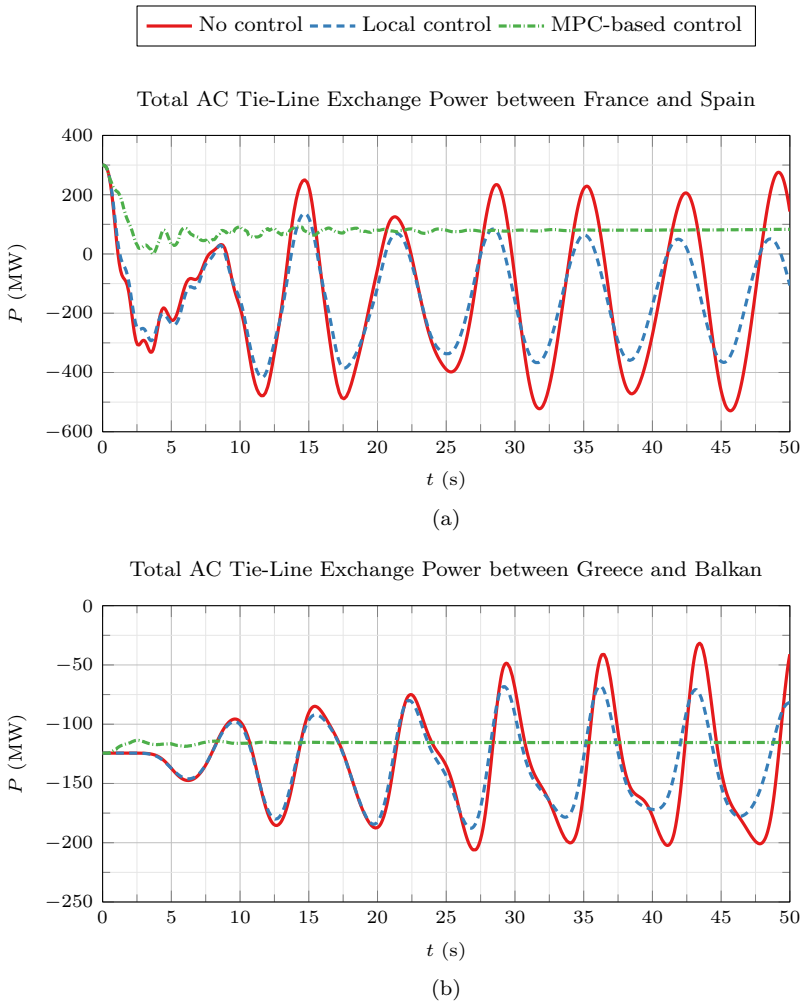 No control Local control MPC-based control
Total AC Tie-Line Exchange Power between France and Spain
400
200
0
−200
−400
−600
P (MW)
0 5 10 15 20 25 30 35 40 45 50
t (s)
(a)
Total AC Tie-Line Exchange Power between Greece and Balkan
0
−50
−100
−150
−200
−250
P (MW)
0 5 10 15 20 25 30 35 40 45 50
t (s)
(b)